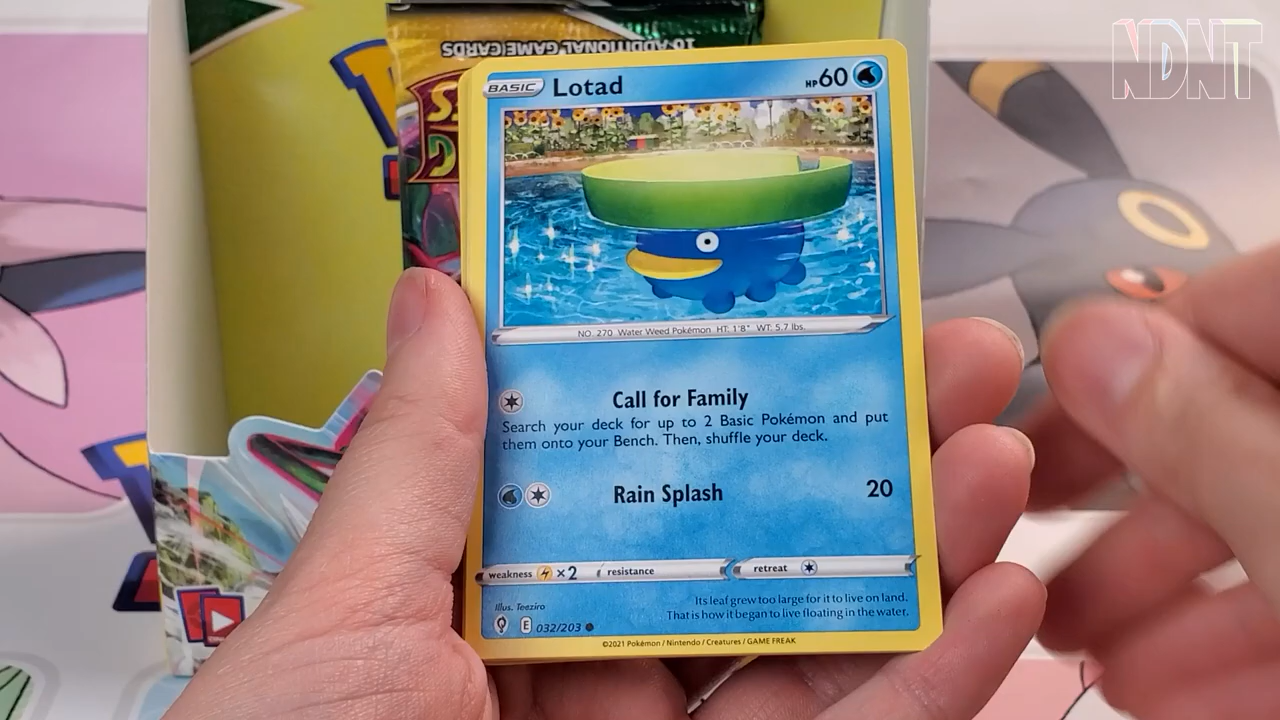 NDNT
10 ADDITIONAL GAME CARDS
BASIC Lotad HP 60
NO. 270 Water Weed Pokémon HT: 1'8" WT: 5.7 lbs.
Call for Family
Search your deck for up to 2 Basic Pokémon and put
them onto your Bench. Then, shuffle your deck.
Rain Splash 20
weakness ×2 resistance retreat
Illus. Teeziro
Its leaf grew too large for it to live on land.
That is how it began to live floating in the water.
E 032/203
©2021 Pokémon / Nintendo / Creatures / GAME FREAK